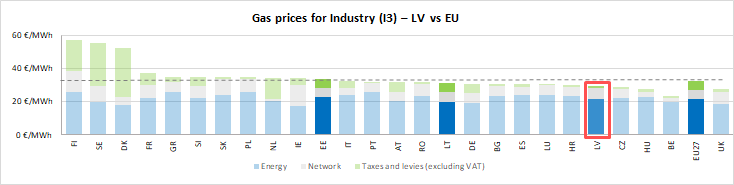 Gas prices for Industry (I3) – LV vs EU
60 €/MWh
40 €/MWh
20 €/MWh
0 €/MWh
FI SE DK FR GR SI SK PL NL IE EE IT PT AT RO LT DE BG ES LU HR LV CZ HU BE EU27 UK
Energy Network Taxes and levies (excluding VAT)